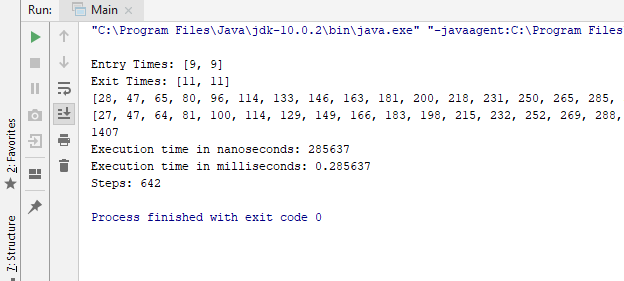 Run: Main ×
"C:\Program Files\Java\jdk-10.0.2\bin\java.exe" "-javaagent:C:\Program Files
Entry Times: [9, 9]
Exit Times: [11, 11]
[28, 47, 65, 80, 96, 114, 133, 146, 163, 181, 200, 218, 231, 250, 265, 285,
[27, 47, 64, 81, 100, 114, 129, 149, 166, 183, 198, 215, 232, 252, 269, 288,
1407
Execution time in nanoseconds: 285637
Execution time in milliseconds: 0.285637
Steps: 642
Process finished with exit code 0
2: Favorites
7: Structure